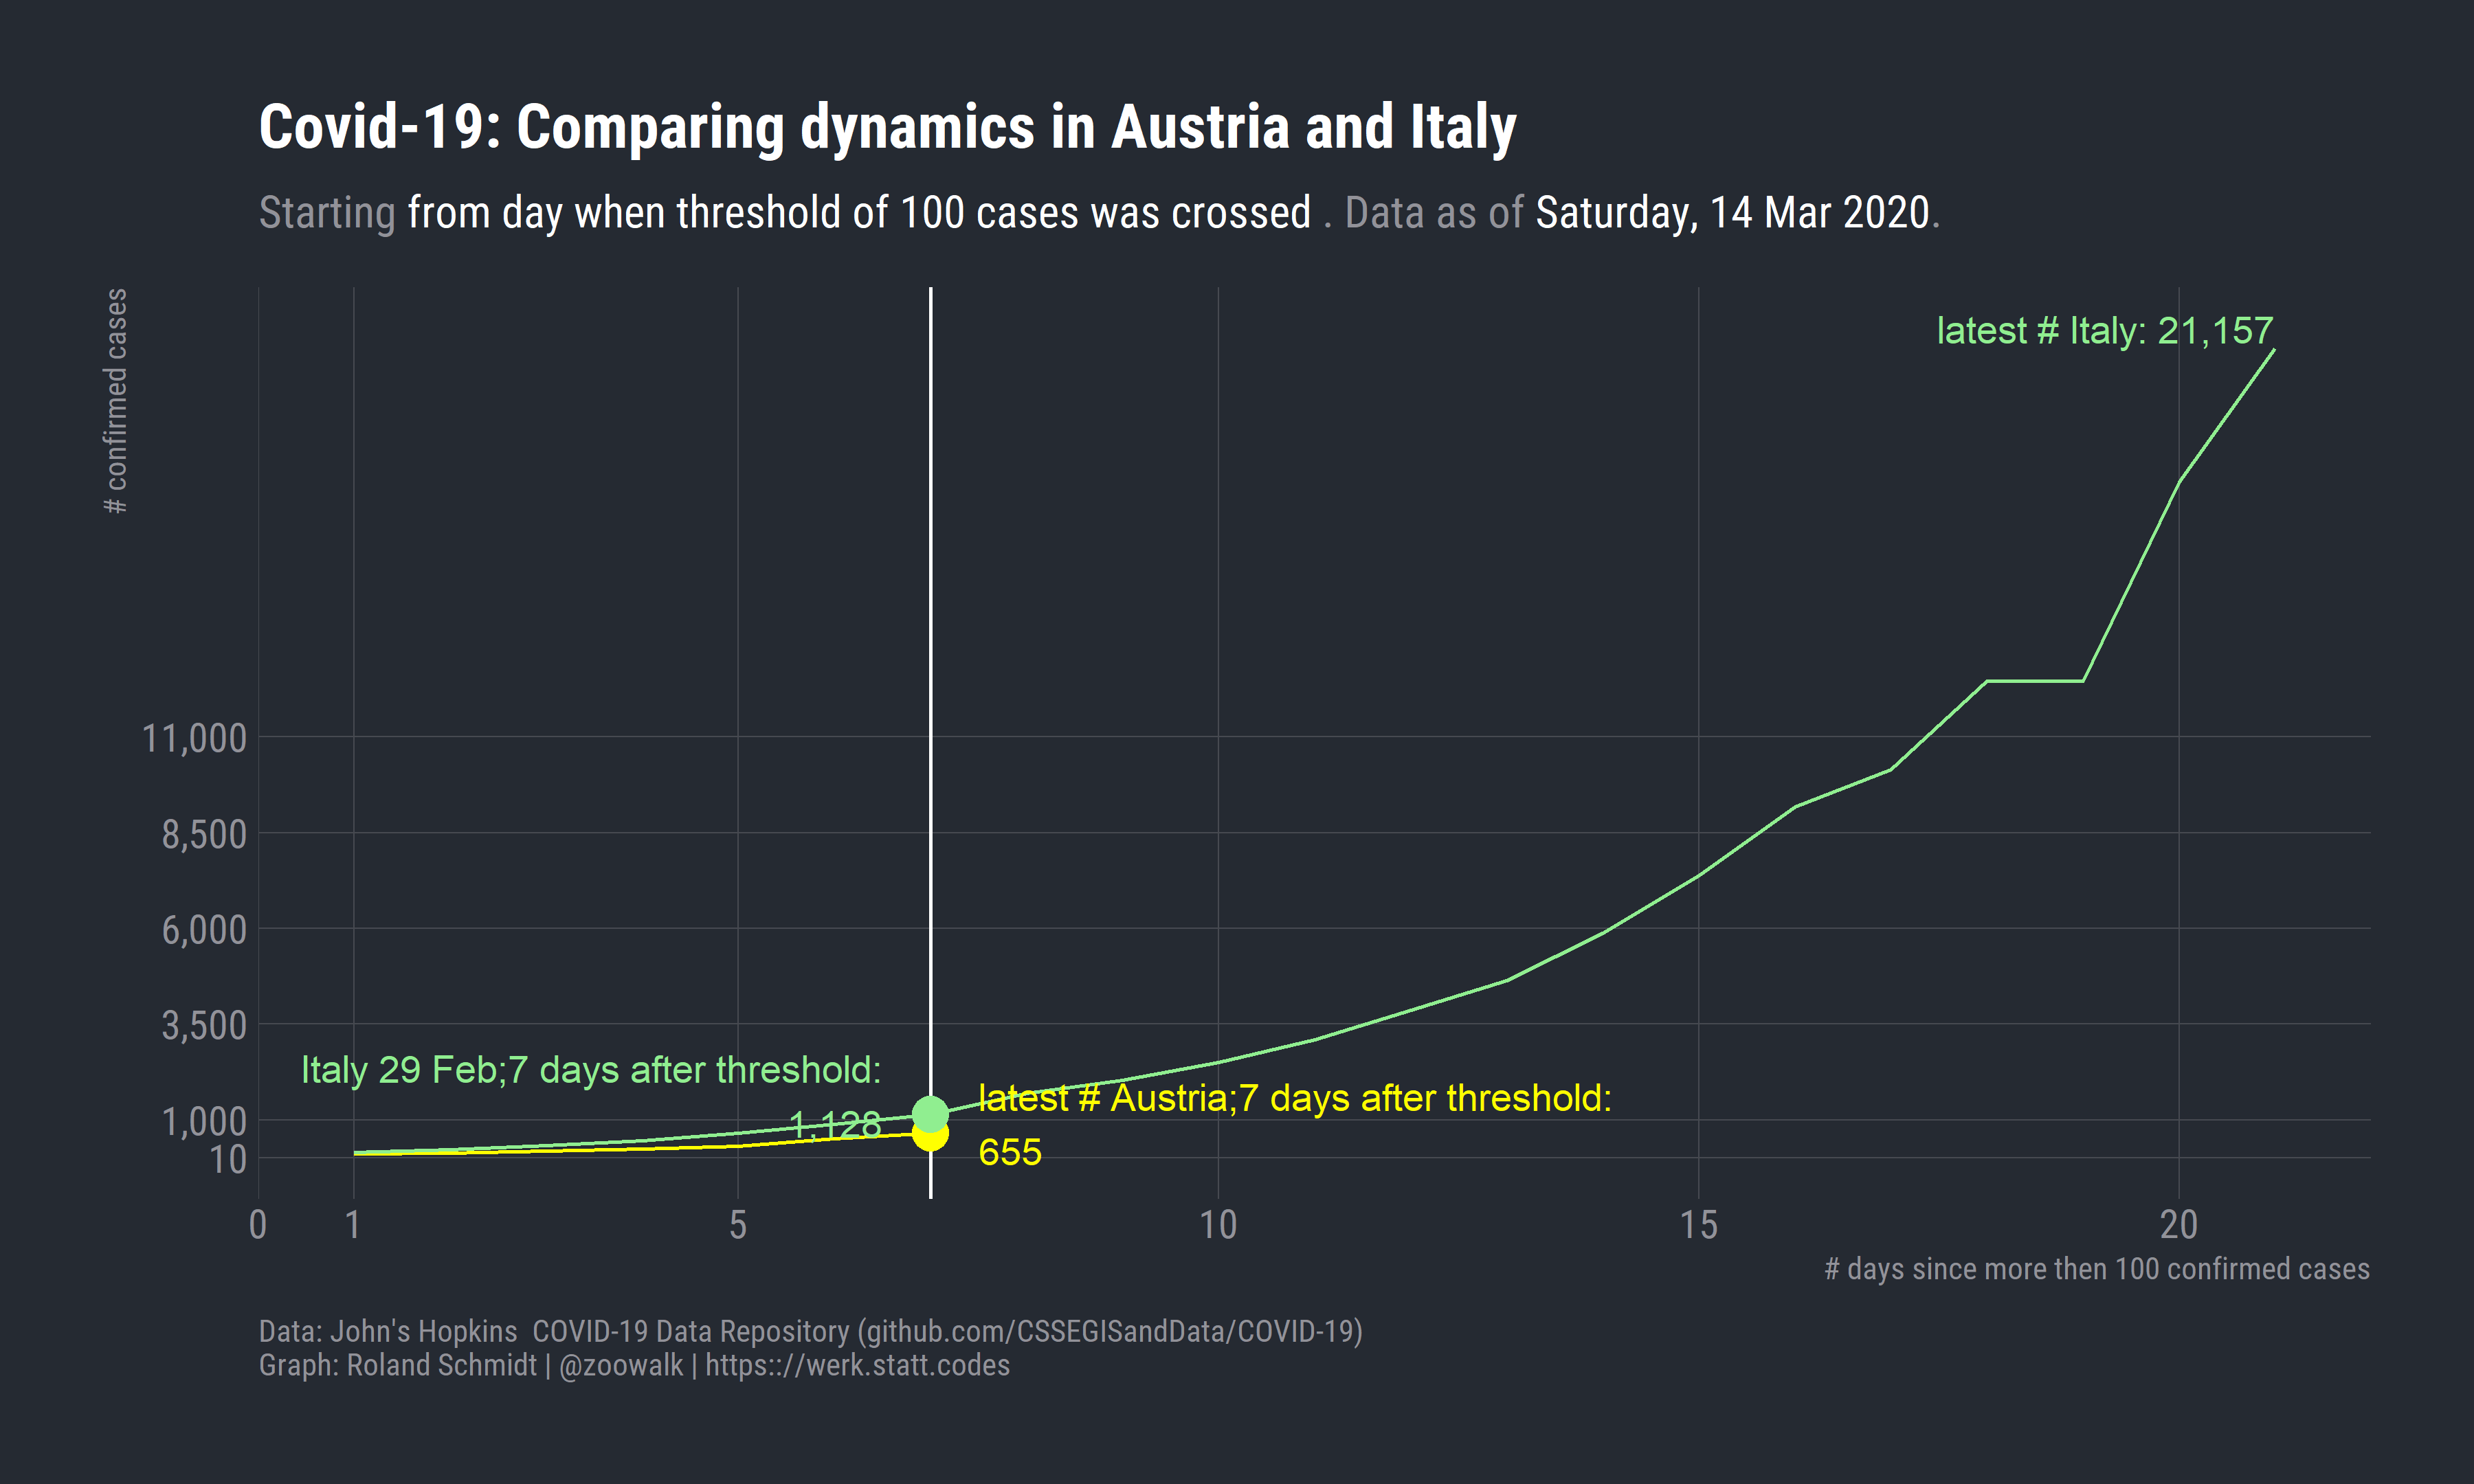 Covid-19: Comparing dynamics in Austria and Italy
Starting from day when threshold of 100 cases was crossed . Data as of Saturday, 14 Mar 2020.
# confirmed cases
latest # Italy: 21,157
11,000
8,500
6,000
3,500
1,000
10
Italy 29 Feb;7 days after threshold:
1,128
latest # Austria;7 days after threshold:
655
0 1 5 10 15 20
# days since more then 100 confirmed cases
Data: John's Hopkins  COVID-19 Data Repository (github.com/CSSEGISandData/COVID-19)
Graph: Roland Schmidt | @zoowalk | https:://werk.statt.codes